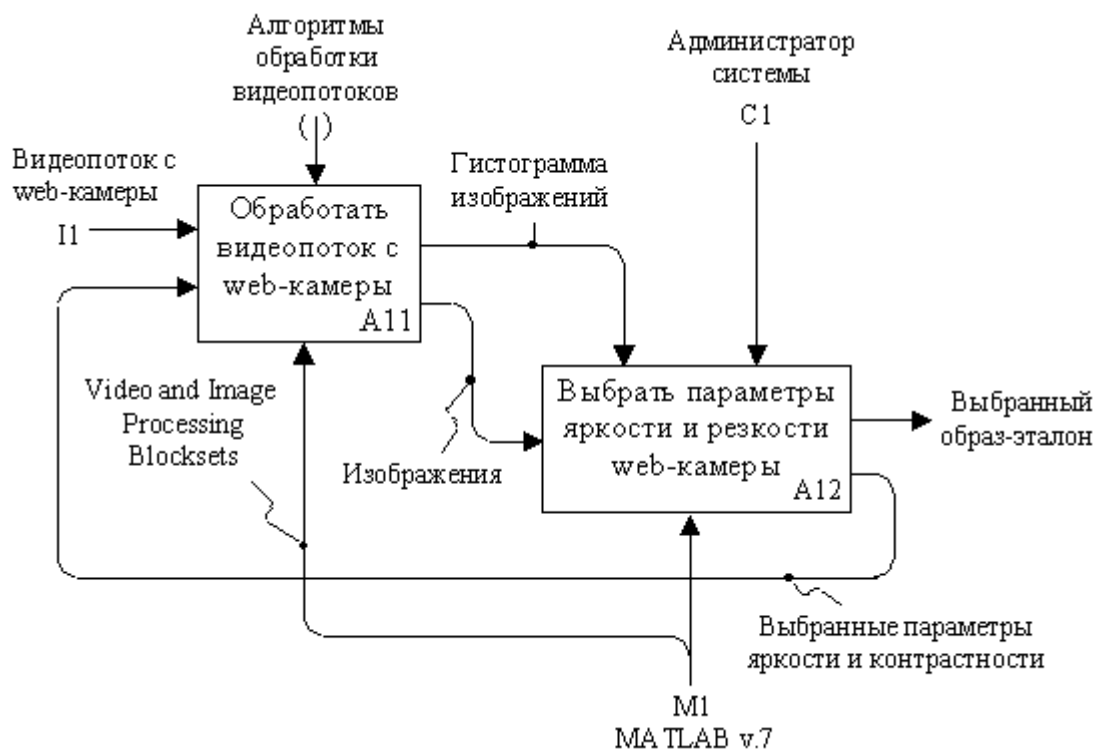 Алгоритмы
обработки
видеопотоков
( )
Администратор
системы
C1
Видеопоток с
web-камеры
I1
Гистограмма
изображений
Обработать
видеопоток с
web-камеры
A11
Video and Image
Processing
Blocksets
Изображения
Выбрать параметры
яркости и резкости
web-камеры
A12
Выбранный
образ-эталон
Выбранные параметры
яркости и контрастности
M1
MATLAB v.7